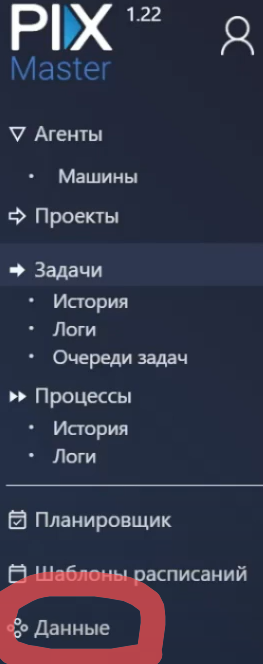 PIX 1.22
Master
Агенты
Машины
Проекты
Задачи
История
Логи
Очереди задач
Процессы
История
Логи
Планировщик
Шаблоны расписаний
Данные